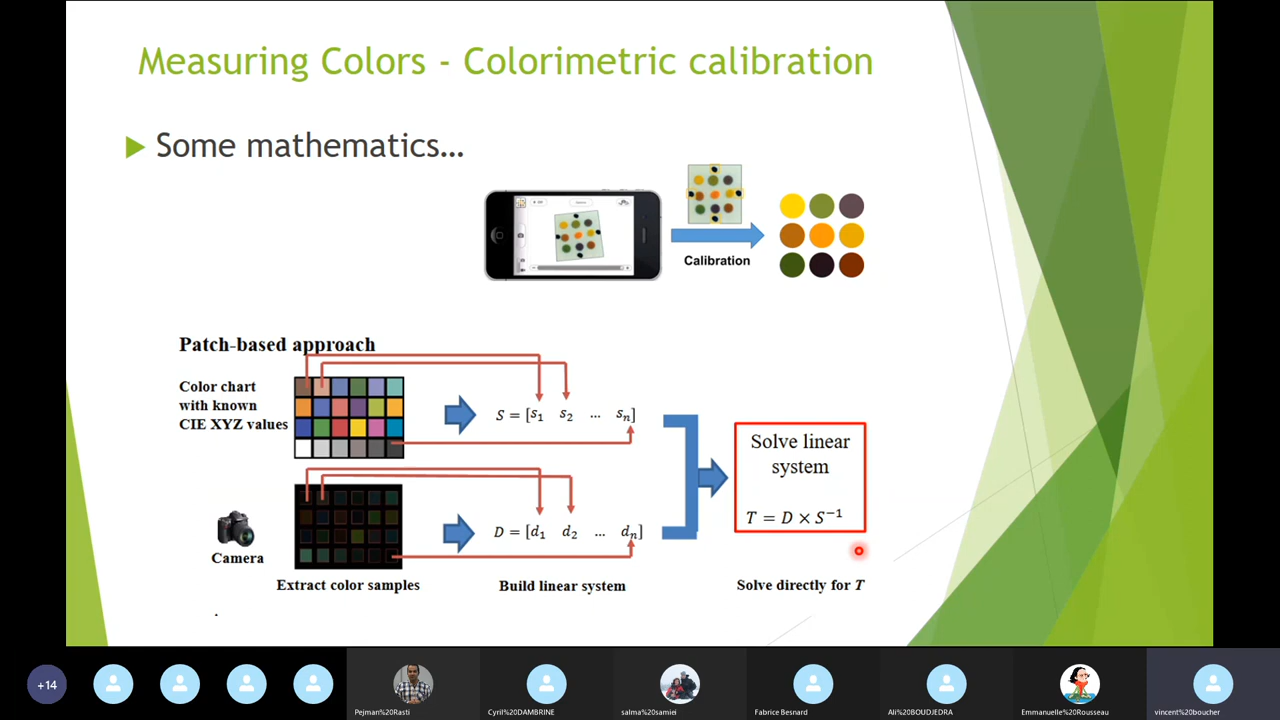 Measuring Colors - Colorimetric calibration
Some mathematics…
Calibration
Patch-based approach
Color chart
with known
CIE XYZ values
S = [s₁ s₂ … sₙ]
Solve linear
system
T = D × S⁻¹
D = [d₁ d₂ … dₙ]
Camera
Extract color samples
Build linear system
Solve directly for T
+14
Pejman%20Rasti
Cyril%20DAMBRINE
salma%20samiei
Fabrice Besnard
Ali%20BOUDJEDRA
Emmanuelle%20Rousseau
vincent%20boucher